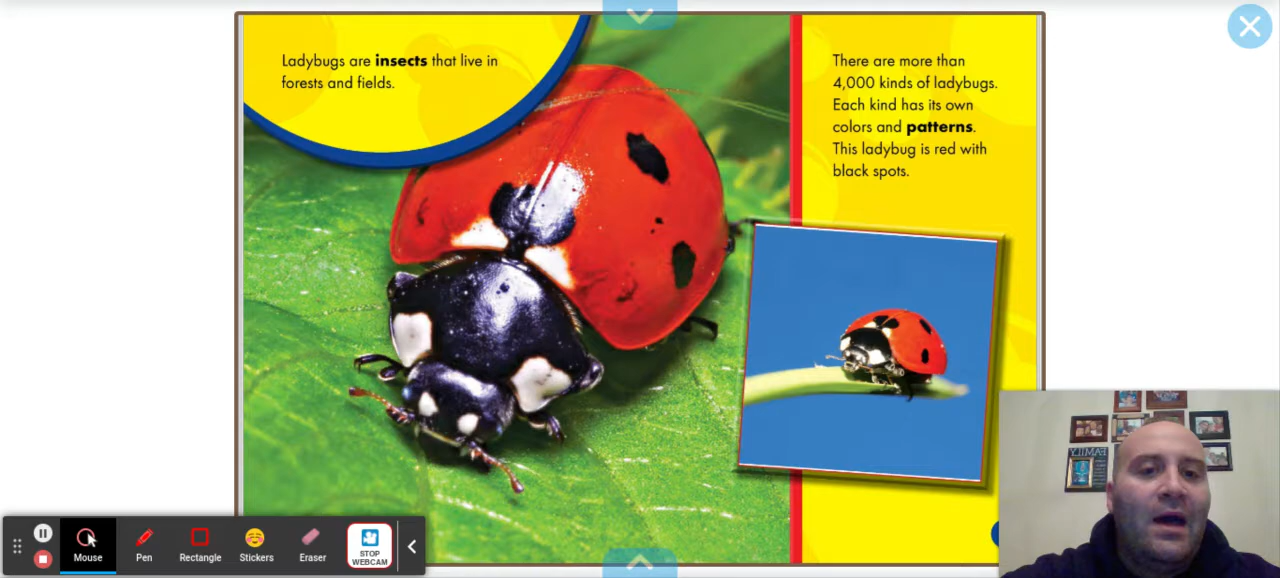 Ladybugs are insects that live in
forests and fields.
There are more than
4,000 kinds of ladybugs.
Each kind has its own
colors and patterns.
This ladybug is red with
black spots.
Mouse
Pen
Rectangle
Stickers
Eraser
STOP
WEBCAM
FAMILY